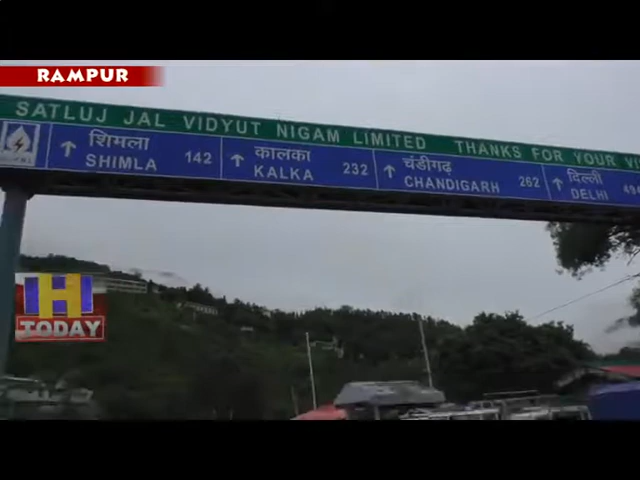 RAMPUR
SATLUJ JAL VIDYUT NIGAM LIMITED THANKS FOR YOUR
शिमला
SHIMLA 142
कालका
KALKA 232
चंडीगढ़
CHANDIGARH 262
दिल्ली
DELHI 494
H
TODAY